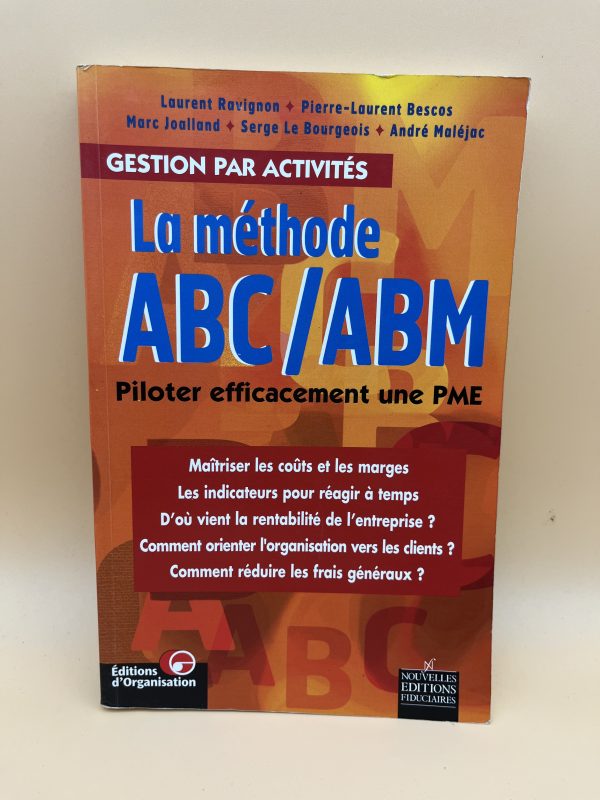 Laurent Ravignon ✦ Pierre-Laurent Bescos
Marc Joalland ✦ Serge Le Bourgeois ✦ André Maléjac
GESTION PAR ACTIVITÉS
La méthode
ABC/ABM
Piloter efficacement une PME
Maîtriser les coûts et les marges
Les indicateurs pour réagir à temps
D'où vient la rentabilité de l'entreprise ?
Comment orienter l'organisation vers les clients ?
Comment réduire les frais généraux ?
Éditions
d'Organisation
NOUVELLES
EDITIONS
FIDUCIAIRES